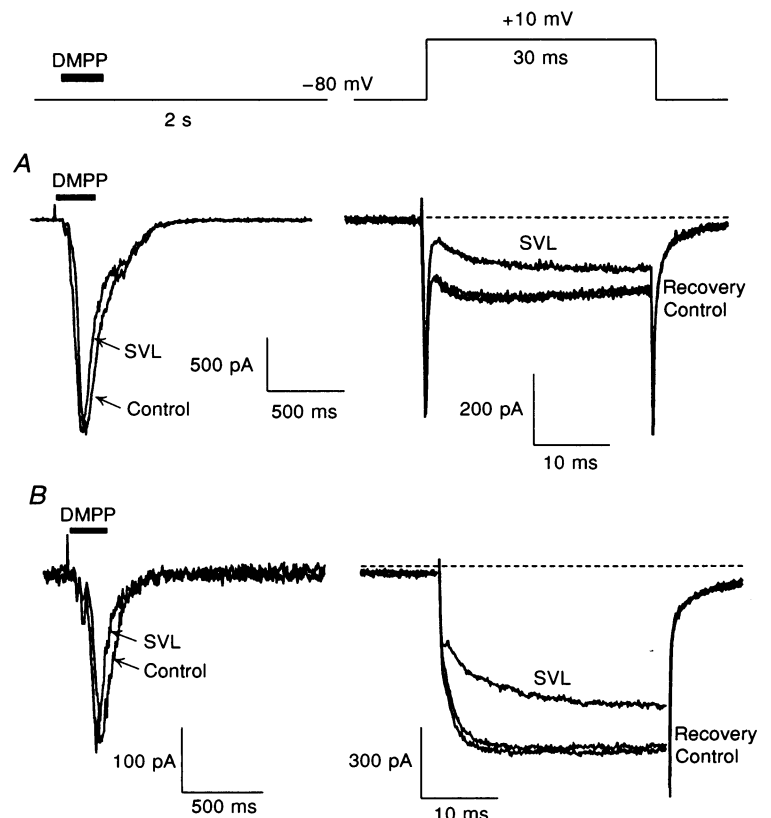 +10 mV
DMPP
30 ms
−80 mV
2 s
A
DMPP
SVL
Recovery
Control
SVL
500 pA
Control
500 ms
200 pA
10 ms
B
DMPP
SVL
Control
SVL
Recovery
Control
100 pA
300 pA
500 ms
10 ms